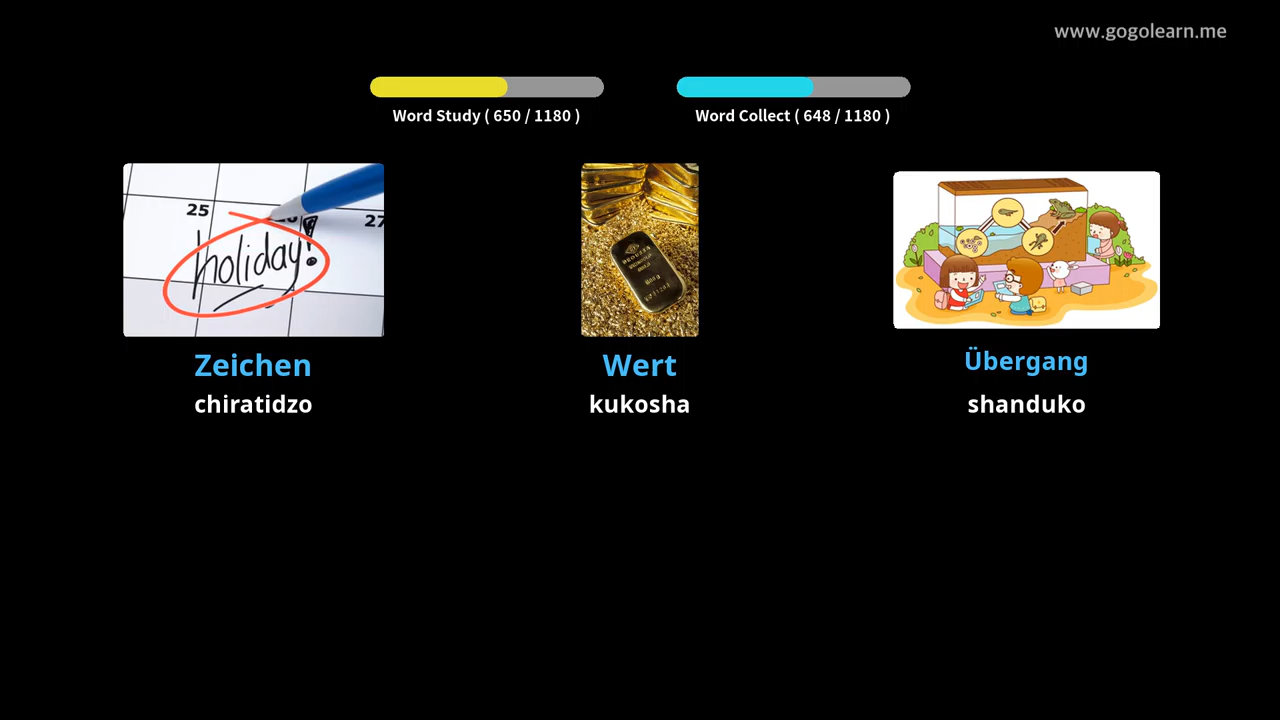 www.gogolearn.me
Word Study ( 650 / 1180 )
Word Collect ( 648 / 1180 )
25
27
holiday!
Zeichen
Wert
Übergang
chiratidzo
kukosha
shanduko